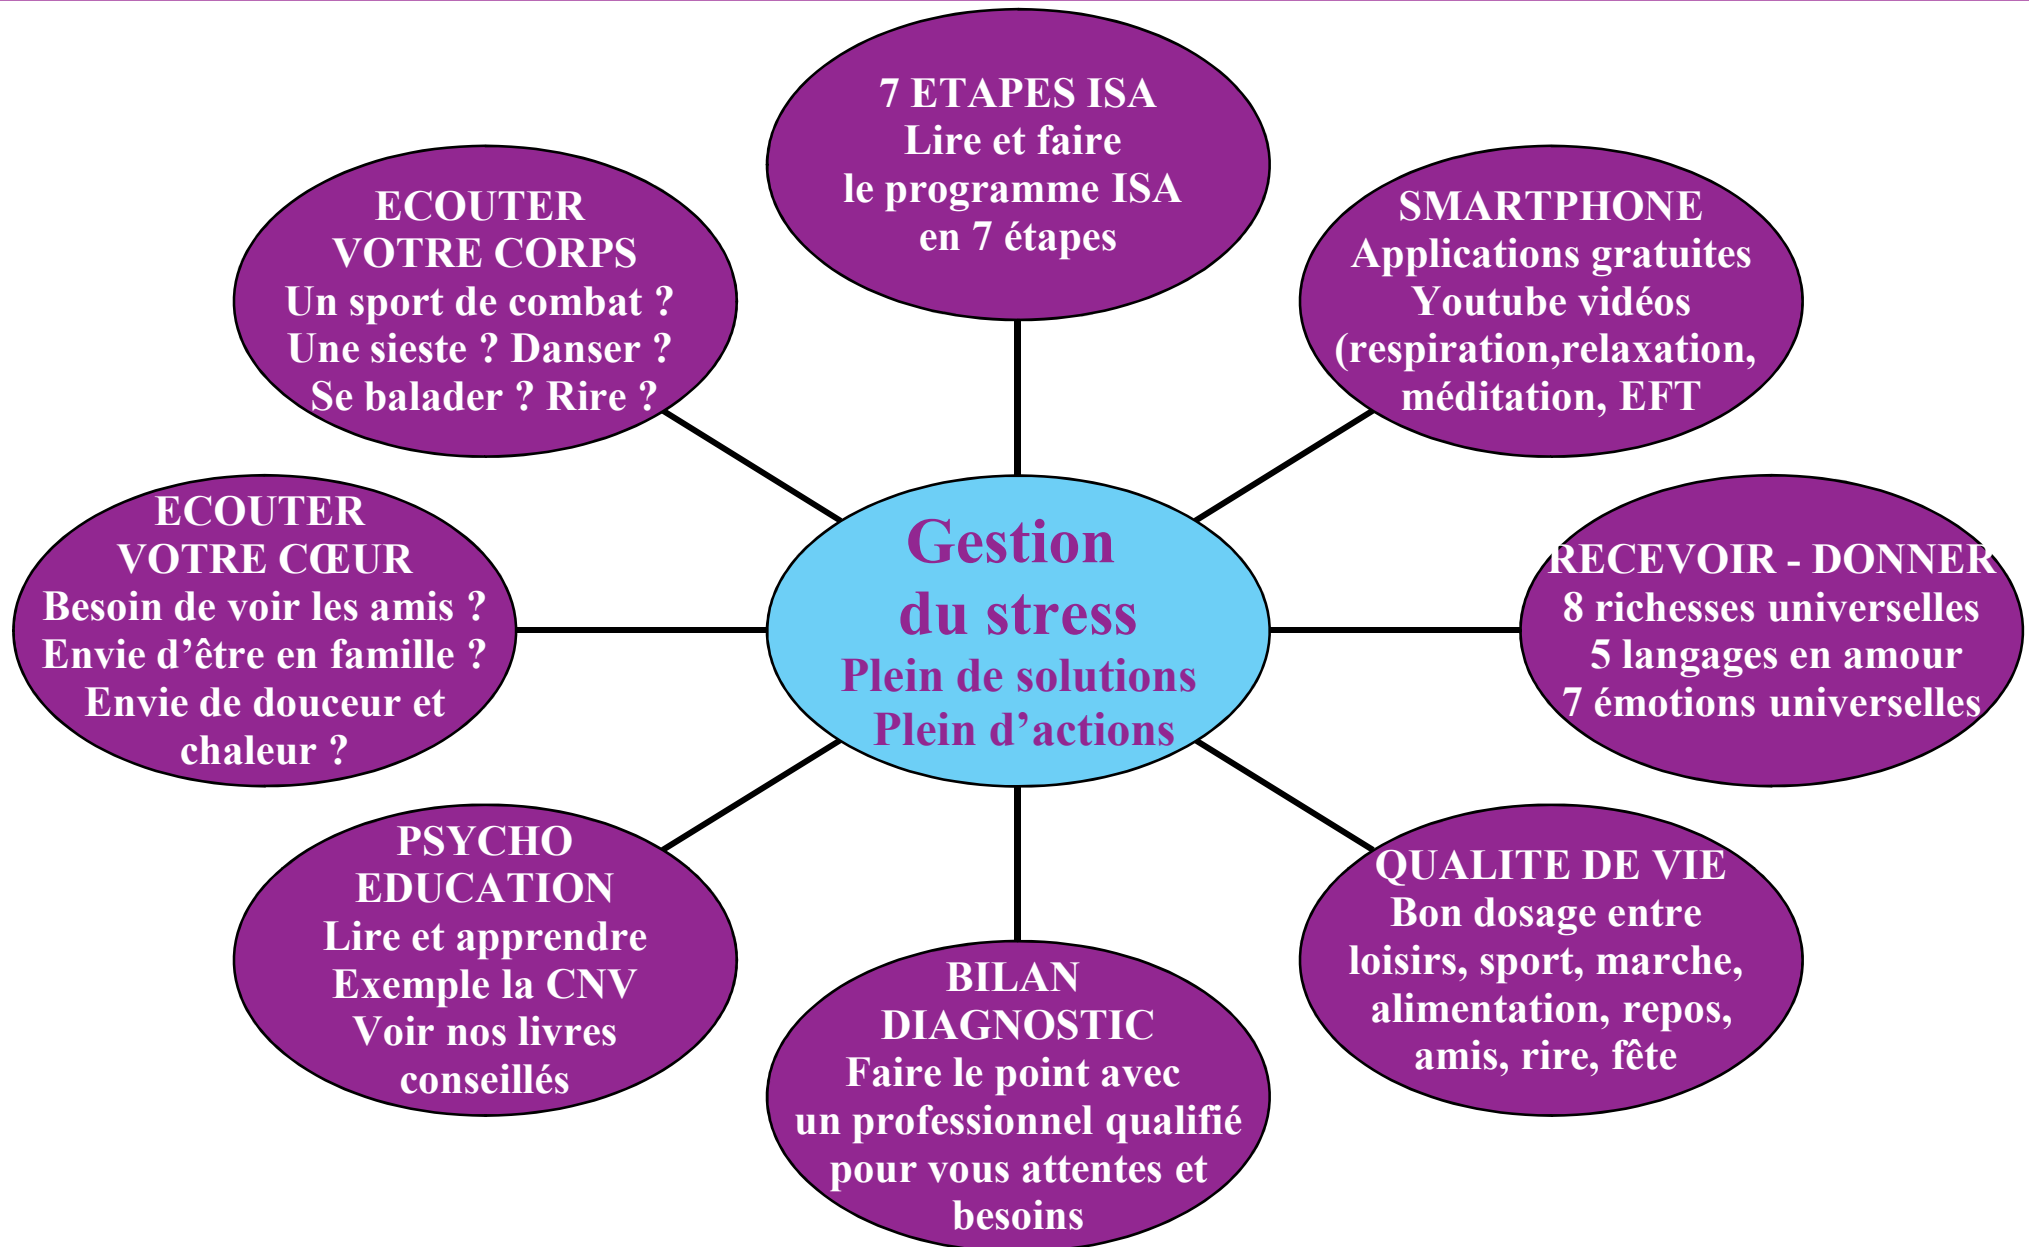 7 ETAPES ISA
Lire et faire
le programme ISA
en 7 étapes
SMARTPHONE
Applications gratuites
Youtube vidéos
(respiration,relaxation,
méditation, EFT
RECEVOIR - DONNER
8 richesses universelles
5 langages en amour
7 émotions universelles
QUALITE DE VIE
Bon dosage entre
loisirs, sport, marche,
alimentation, repos,
amis, rire, fête
BILAN
DIAGNOSTIC
Faire le point avec
un professionnel qualifié
pour vous attentes et
besoins
PSYCHO
EDUCATION
Lire et apprendre
Exemple la CNV
Voir nos livres
conseillés
ECOUTER
VOTRE CŒUR
Besoin de voir les amis ?
Envie d’être en famille ?
Envie de douceur et
chaleur ?
ECOUTER
VOTRE CORPS
Un sport de combat ?
Une sieste ? Danser ?
Se balader ? Rire ?
Gestion
du stress
Plein de solutions
Plein d’actions